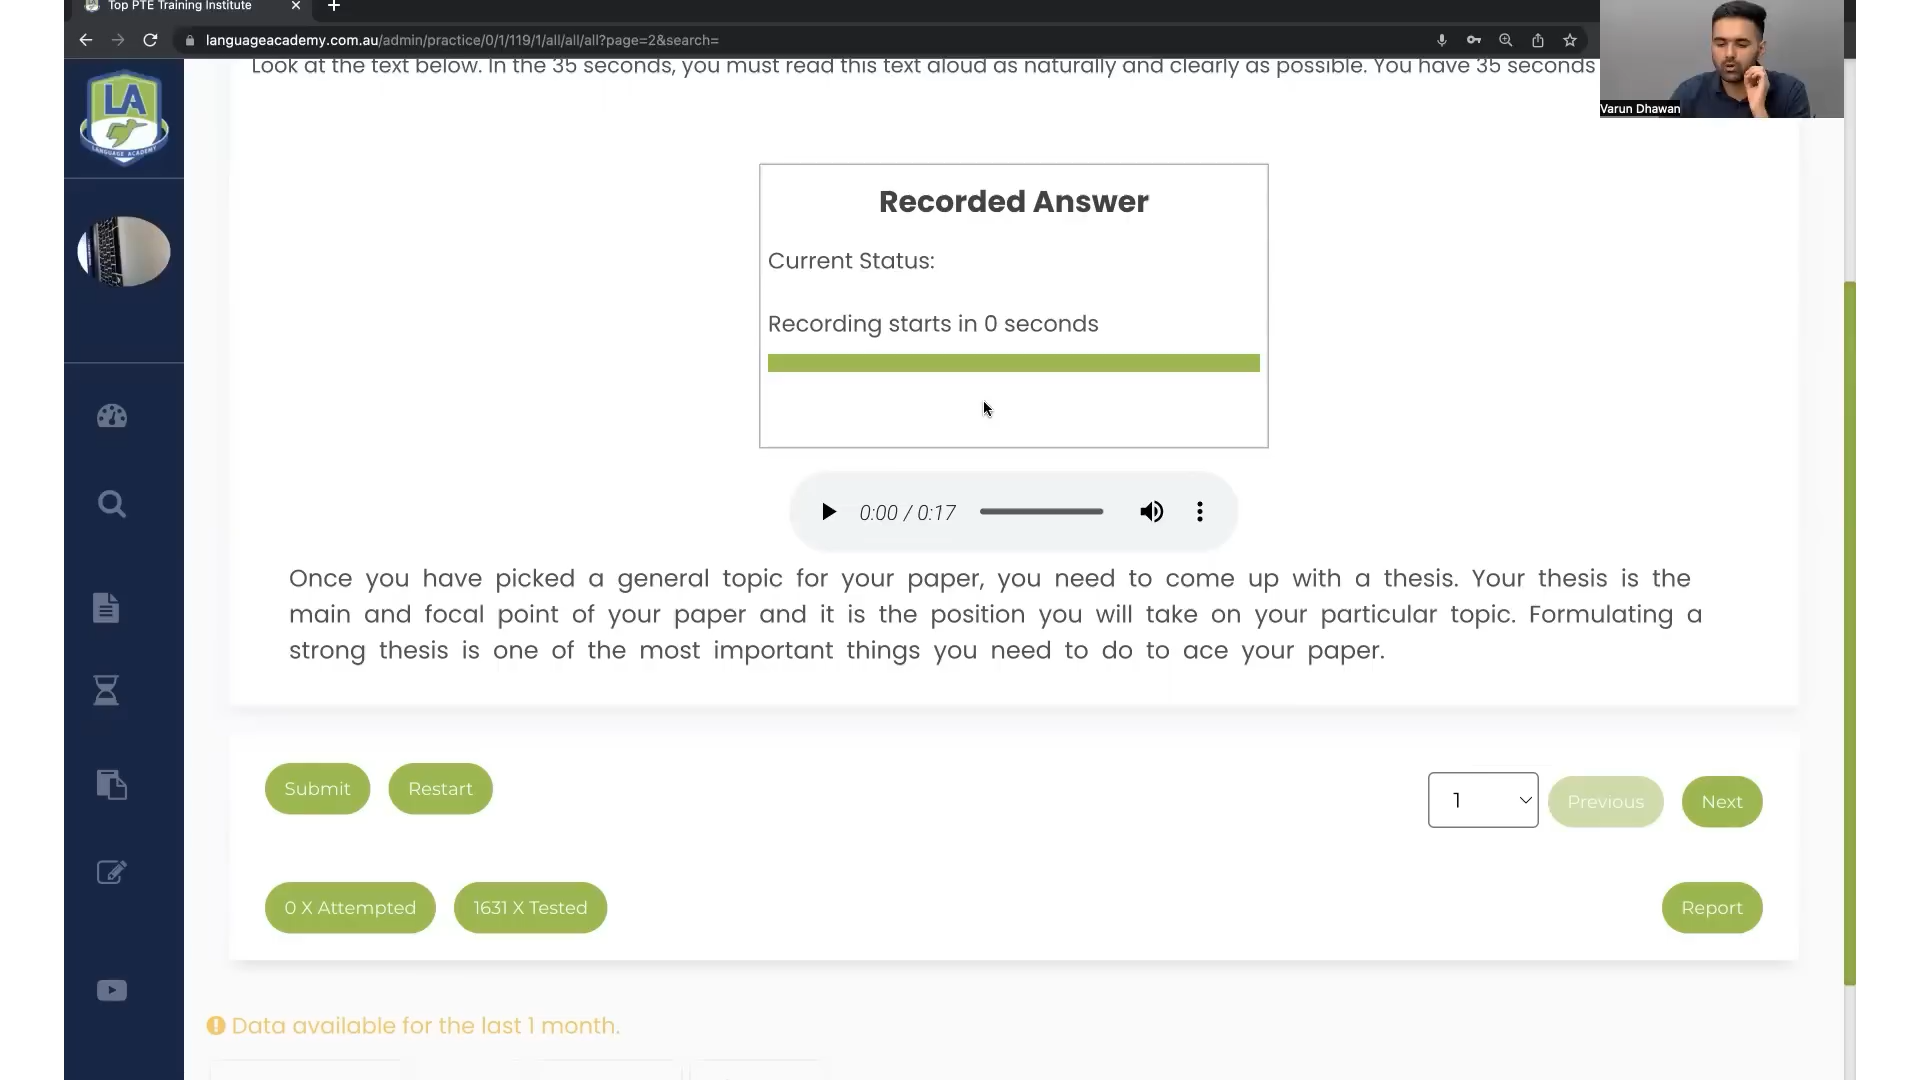 Top PTE Training Institute
languageacademy.com.au/admin/practice/0/1/119/1/all/all/all?page=2&search=
Look at the text below. In the 35 seconds, you must read this text aloud as naturally and clearly as possible. You have 35 seconds
Varun Dhawan
LA
LANGUAGE ACADEMY
Recorded Answer
Current Status:
Recording starts in 0 seconds
0:00 / 0:17
Once you have picked a general topic for your paper, you need to come up with a thesis. Your thesis is the
main and focal point of your paper and it is the position you will take on your particular topic. Formulating a
strong thesis is one of the most important things you need to do to ace your paper.
Submit Restart
1 Previous Next
0 X Attempted 1631 X Tested
Report
Data available for the last 1 month.